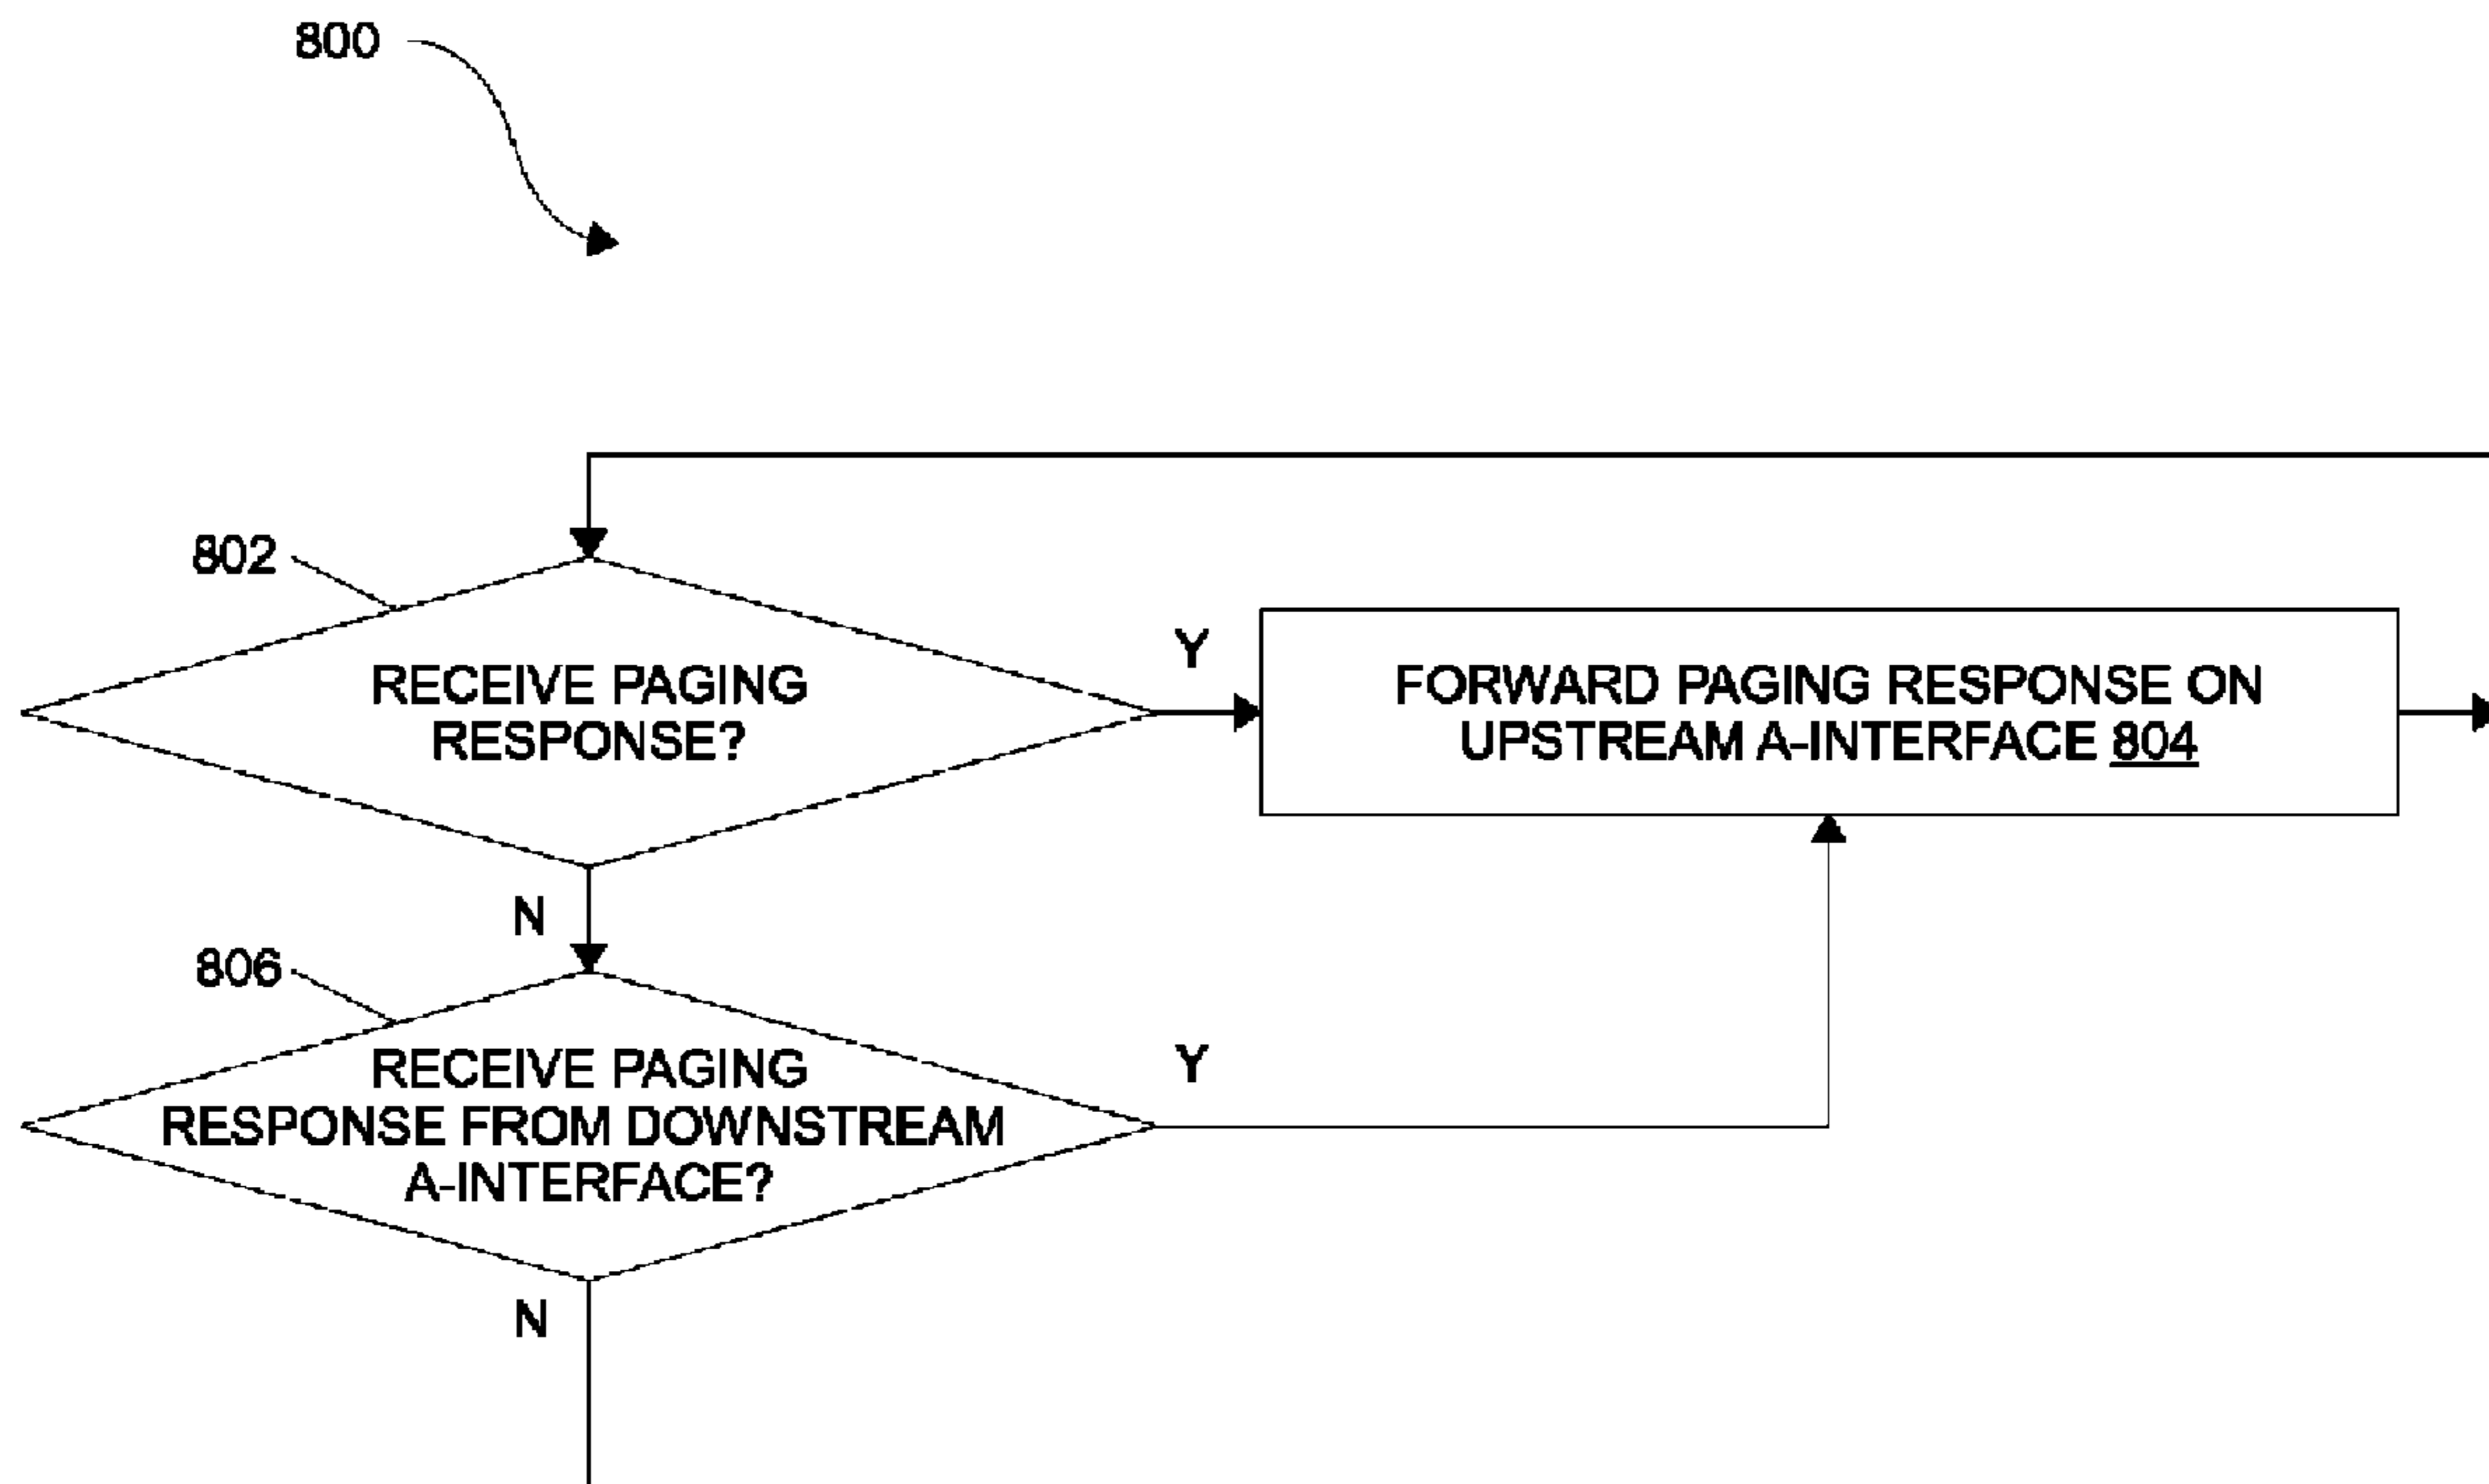 800
802
RECEIVE PAGING
RESPONSE?
Y
FORWARD PAGING RESPONSE ON
UPSTREAM A-INTERFACE 804
N
806
RECEIVE PAGING
RESPONSE FROM DOWNSTREAM
A-INTERFACE?
Y
N